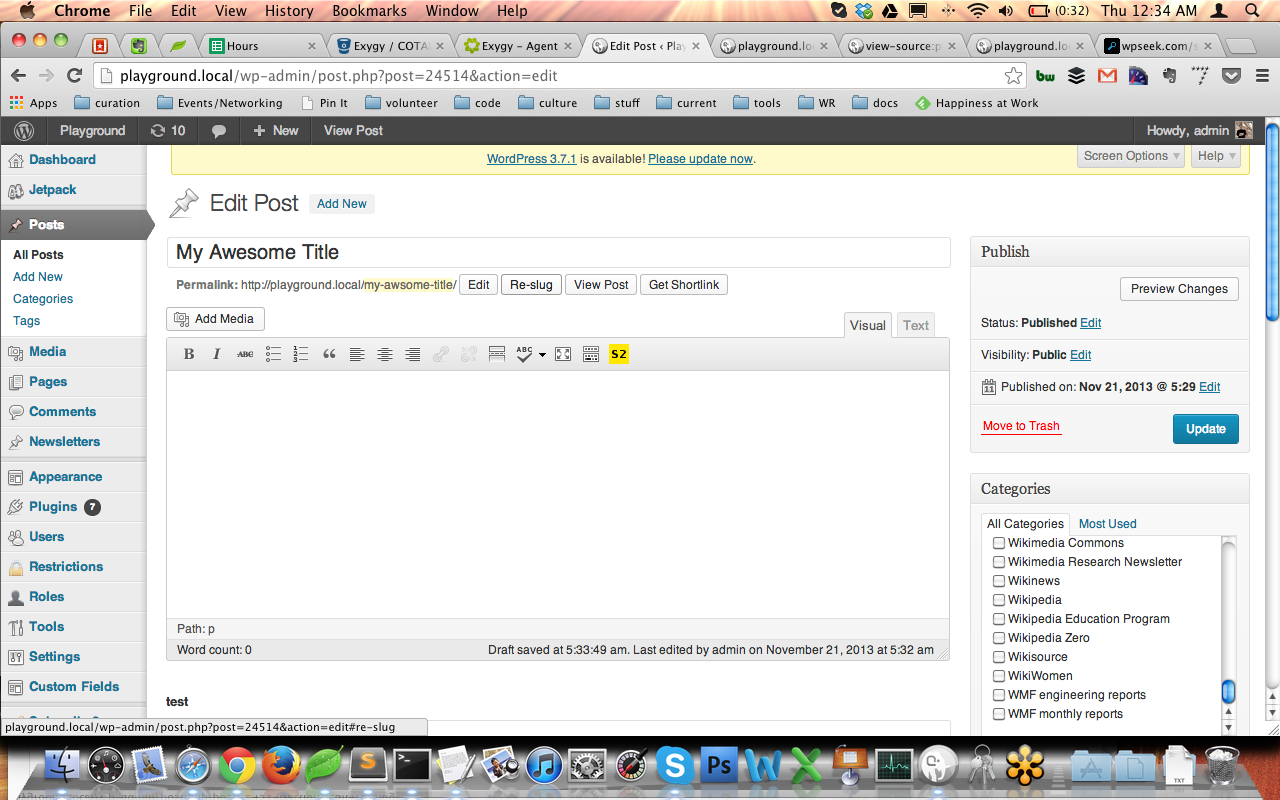 Chrome File Edit View History Bookmarks Window Help (0:32) Thu 12:34 AM
Hours Exygy / COTA Exygy – Agent Edit Post ‹ Play playground.lo view-source:p playground.lo wpseek.com/s
playground.local/wp-admin/post.php?post=24514&action=edit bw
Apps curation Events/Networking Pin It volunteer code culture stuff current tools WR docs Happiness at Work
Playground 10 + New View Post Howdy, admin
WordPress 3.7.1 is available! Please update now. Screen Options Help
Dashboard
Jetpack
Posts
All Posts
Add New
Categories
Tags
Media
Pages
Comments
Newsletters
Appearance
Plugins 7
Users
Restrictions
Roles
Tools
Settings
Custom Fields
Edit Post Add New
My Awesome Title
Permalink: http://playground.local/my-awsome-title/ Edit Re-slug View Post Get Shortlink
Add Media Visual Text
B I ABC ABC S2
Path: p
Word count: 0 Draft saved at 5:33:49 am. Last edited by admin on November 21, 2013 at 5:32 am
test
Publish
Preview Changes
Status: Published Edit
Visibility: Public Edit
11 Published on: Nov 21, 2013 @ 5:29 Edit
Move to Trash Update
Categories
All Categories Most Used
Wikimedia Commons
Wikimedia Research Newsletter
Wikinews
Wikipedia
Wikipedia Education Program
Wikipedia Zero
Wikisource
WikiWomen
WMF engineering reports
WMF monthly reports
playground.local/wp-admin/post.php?post=24514&action=edit#re-slug
S Ps W X TXT